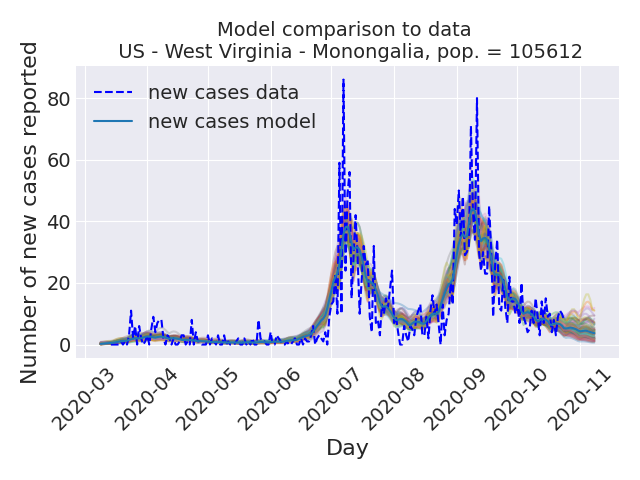 Model comparison to data
US - West Virginia - Monongalia, pop. = 105612
new cases data
new cases model
Number of new cases reported
80
60
40
20
0
2020-03
2020-04
2020-05
2020-06
2020-07
2020-08
2020-09
2020-10
2020-11
Day